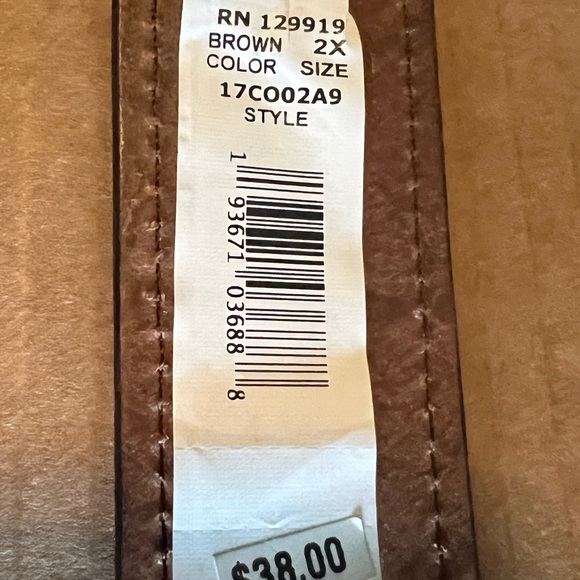 RN 129919
BROWN 2X
COLOR SIZE
17CO02A9
STYLE
1 93671 03688 8
$38.00